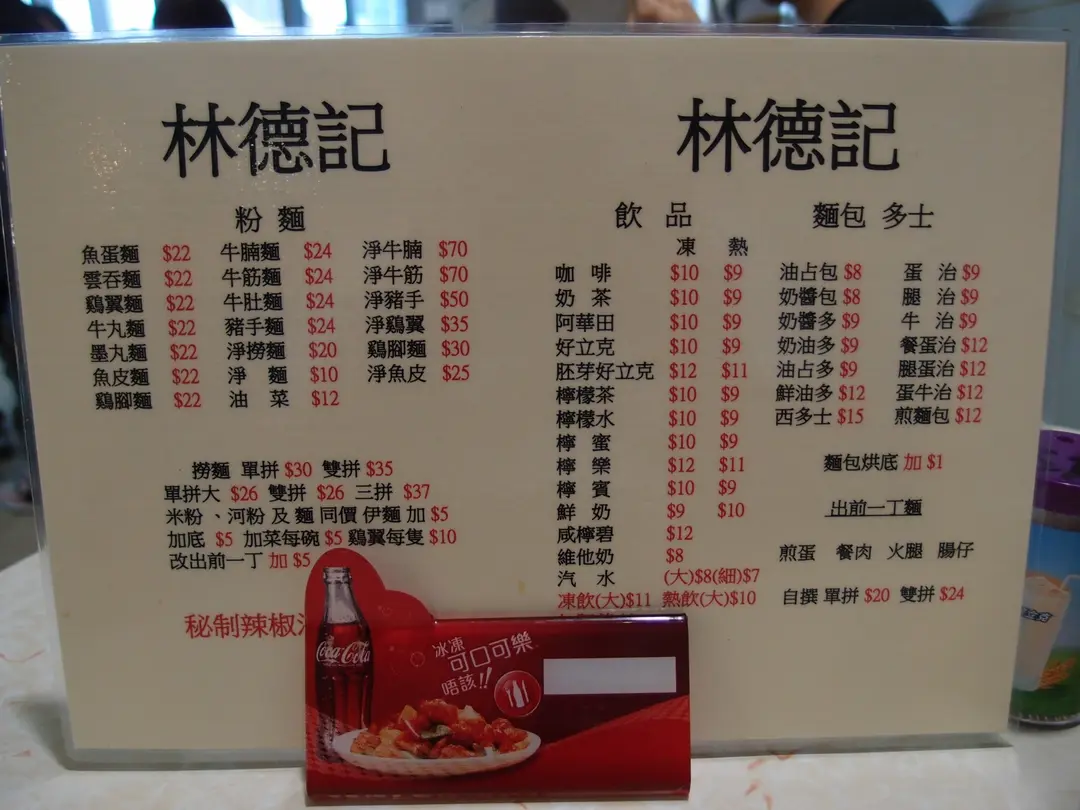 林德記
粉 麵
魚蛋麵 $22 牛腩麵 $24 淨牛腩 $70
雲吞麵 $22 牛筋麵 $24 淨牛筋 $70
鷄翼麵 $22 牛肚麵 $24 淨豬手 $50
牛丸麵 $22 豬手麵 $24 淨鷄翼 $35
墨丸麵 $22 淨撈麵 $20 鷄腳麵 $30
魚皮麵 $22 淨 麵 $10 淨魚皮 $25
鷄腳麵 $22 油 菜 $12
撈麵 單拼 $30 雙拼 $35
單拼大 $26 雙拼 $26 三拼 $37
米粉、河粉 及 麵 同價 伊麵 加 $5
加底 $5 加菜每碗 $5 鷄翼每隻 $10
改出前一丁 加 $5
秘制辣椒
林德記
飲 品
凍 熱
咖 啡 $10 $9
奶 茶 $10 $9
阿華田 $10 $9
好立克 $10 $9
胚芽好立克 $12 $11
檸檬茶 $10 $9
檸檬水 $10 $9
檸 蜜 $10 $9
檸 樂 $12 $11
檸 賓 $10 $9
鮮 奶 $9 $10
咸檸碧 $12
維他奶 $8
汽 水 (大)$8(細)$7
凍飲(大)$11 熱飲(大)$10
麵包 多士
油占包 $8 蛋 治 $9
奶醬包 $8 腿 治 $9
奶醬多 $9 牛 治 $9
奶油多 $9 餐蛋治 $12
油占多 $9 腿蛋治 $12
鮮油多 $12 蛋牛治 $12
西多士 $15 煎麵包 $12
麵包烘底 加 $1
出前一丁麵
煎蛋 餐肉 火腿 腸仔
自撰 單拼 $20 雙拼 $24
Coca-Cola
冰凍
可口可樂
唔該!!